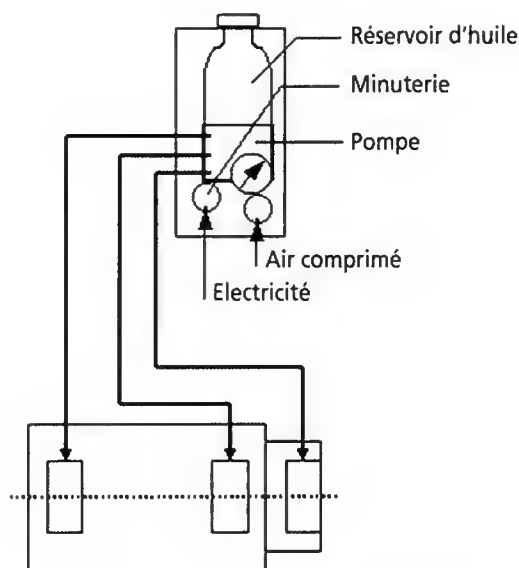 Réservoir d'huile
Minuterie
Pompe
Air comprimé
Electricité